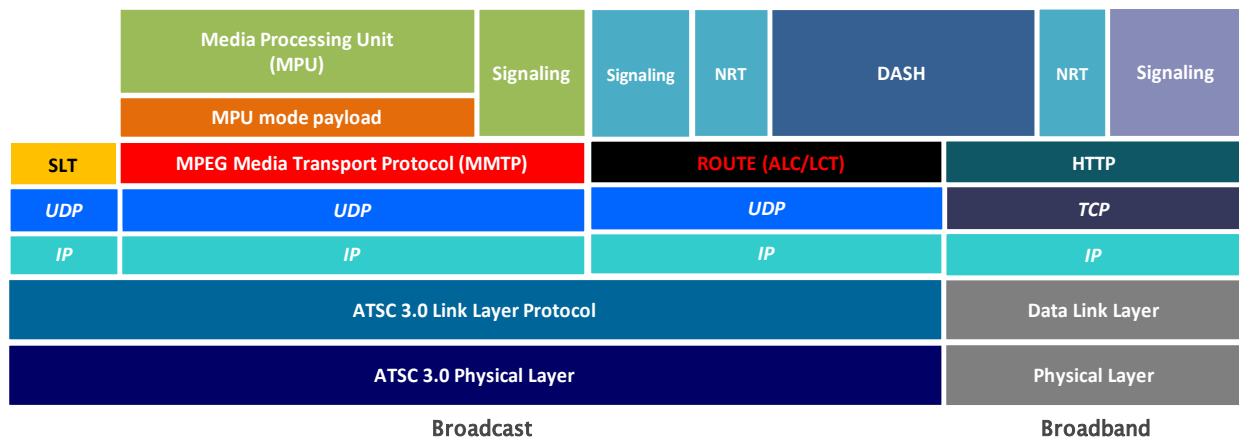 Media Processing Unit
(MPU)
Signaling
Signaling
NRT
DASH
NRT
Signaling
MPU mode payload
SLT
MPEG Media Transport Protocol (MMTP)
ROUTE (ALC/LCT)
HTTP
UDP
UDP
UDP
TCP
IP
IP
IP
IP
ATSC 3.0 Link Layer Protocol
Data Link Layer
ATSC 3.0 Physical Layer
Physical Layer
Broadcast
Broadband